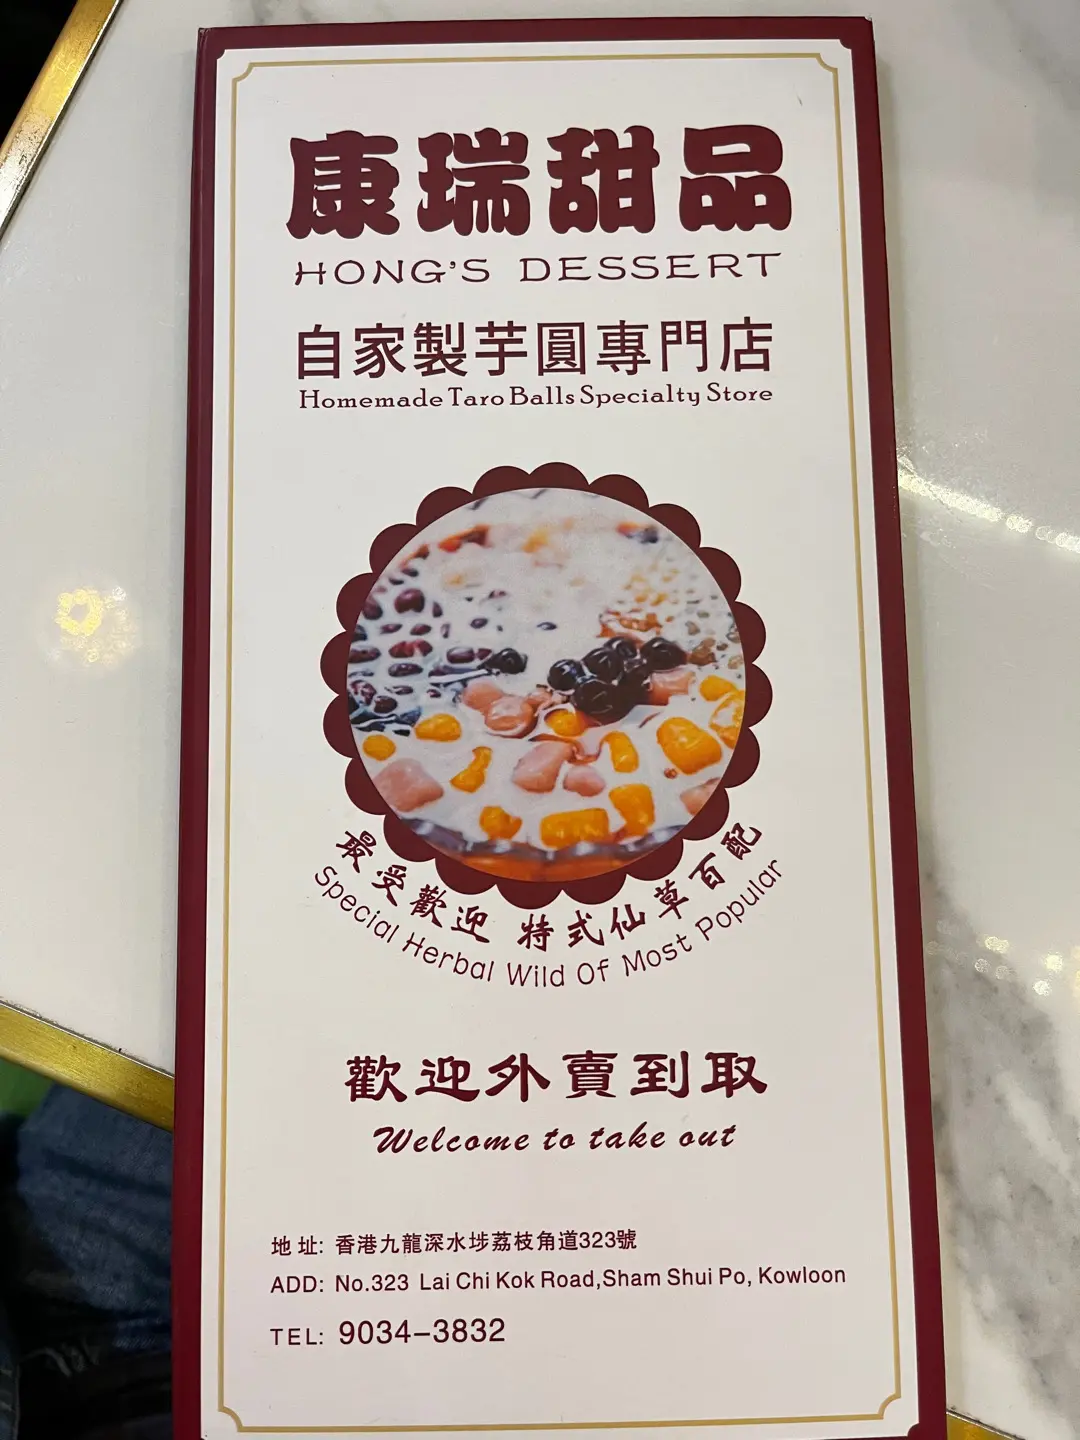 康瑞甜品
HONG'S DESSERT
自家製芋圓專門店
Homemade Taro Balls Specialty Store
最受歡迎 特式仙草百配
Special Herbal Wild Of Most Popular
歡迎外賣到取
Welcome to take out
地址: 香港九龍深水埗荔枝角道323號
ADD: No.323 Lai Chi Kok Road,Sham Shui Po, Kowloon
TEL: 9034-3832